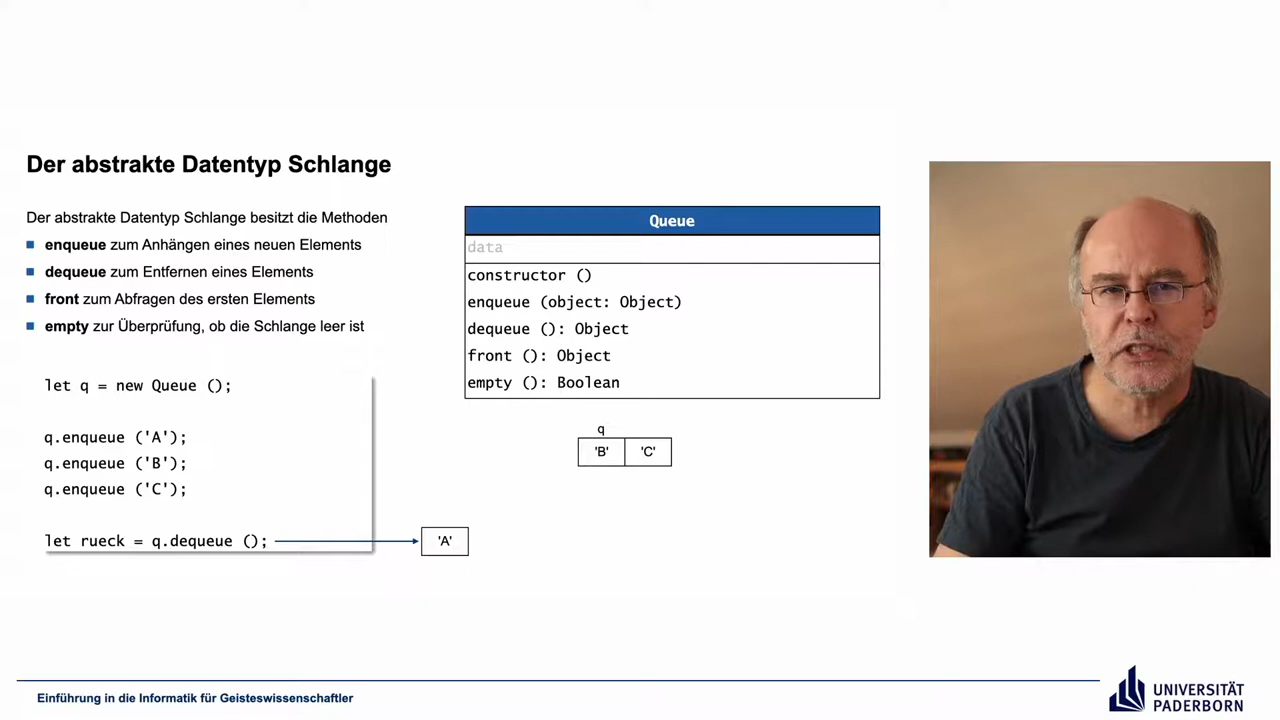 Der abstrakte Datentyp Schlange
Der abstrakte Datentyp Schlange besitzt die Methoden
enqueue zum Anhängen eines neuen Elements
dequeue zum Entfernen eines Elements
front zum Abfragen des ersten Elements
empty zur Überprüfung, ob die Schlange leer ist
let q = new Queue ();
q.enqueue ('A');
q.enqueue ('B');
q.enqueue ('C');
let rueck = q.dequeue ();
'A'
Queue
data
constructor ()
enqueue (object: Object)
dequeue (): Object
front (): Object
empty (): Boolean
q
'B' 'C'
Einführung in die Informatik für Geisteswissenschaftler
UNIVERSITÄT
PADERBORN